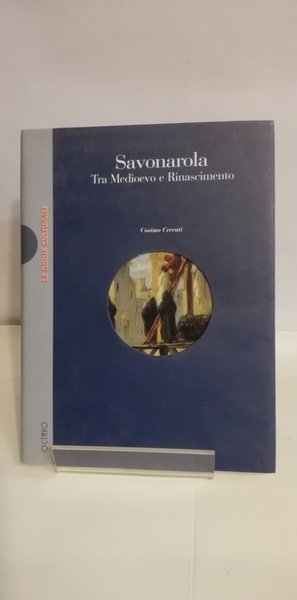 Savonarola
Tra Medioevo e Rinascimento
Cosimo Ceccuti
LE GUIDE CULTURALI
OCTAVO